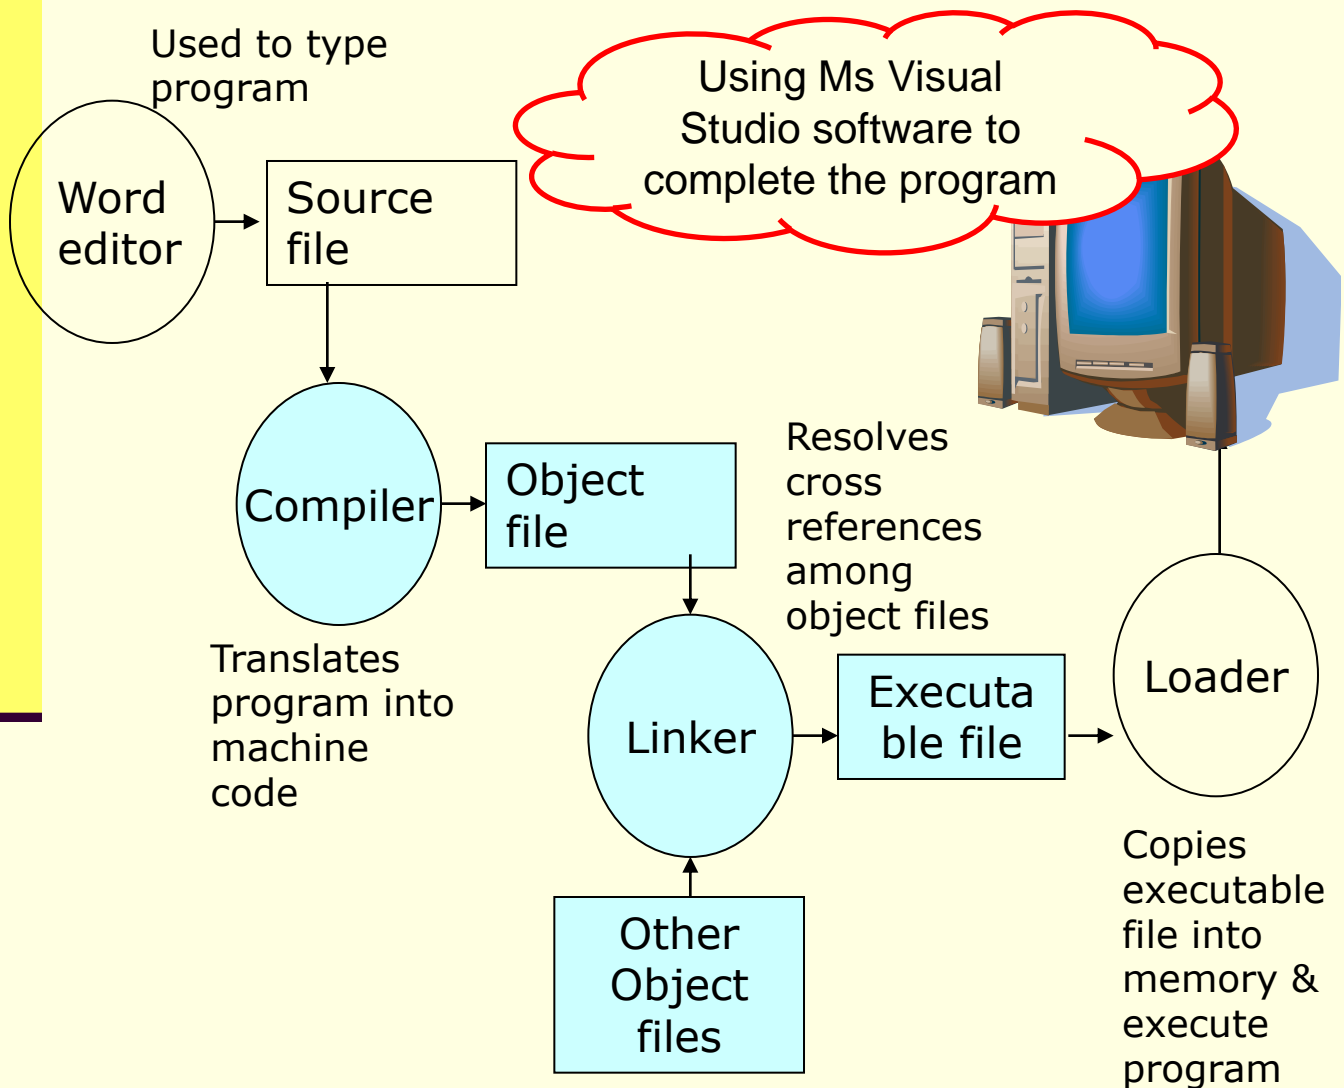 Used to type
program
Using Ms Visual
Studio software to
complete the program
Word
editor
Source
file
Compiler
Object
file
Resolves
cross
references
among
object files
Translates
program into
machine
code
Linker
Executa
ble file
Loader
Other
Object
files
Copies
executable
file into
memory &
execute
program